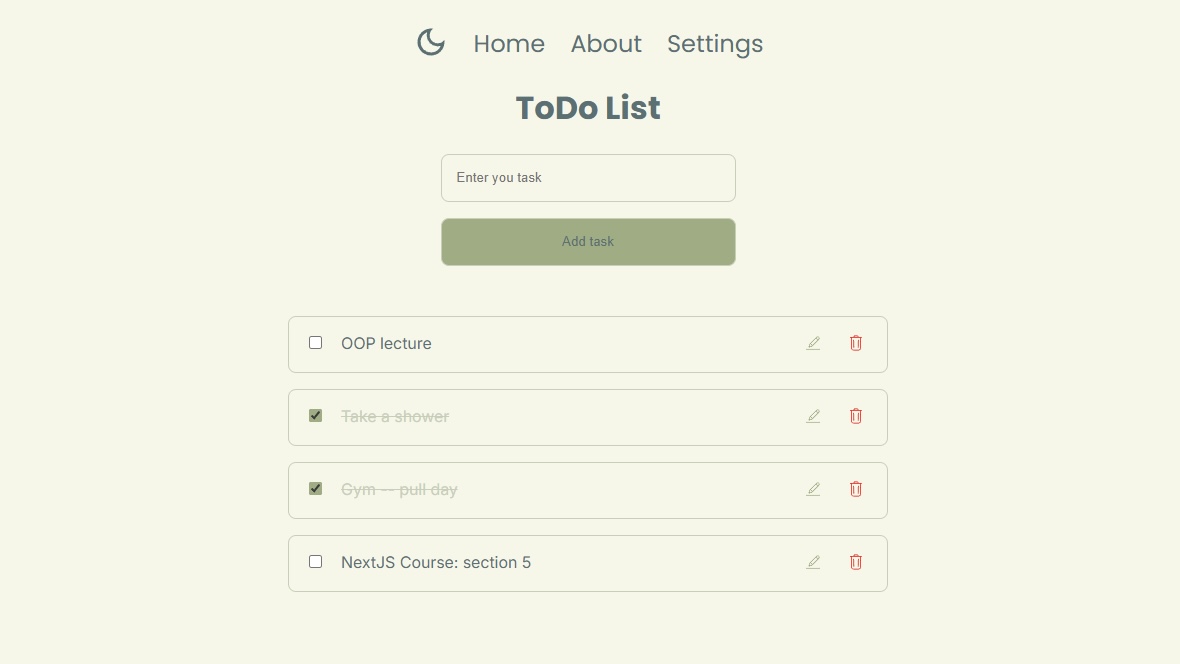 Home About Settings
ToDo List
Enter you task
Add task
OOP lecture
Take a shower
Gym -- pull day
NextJS Course: section 5